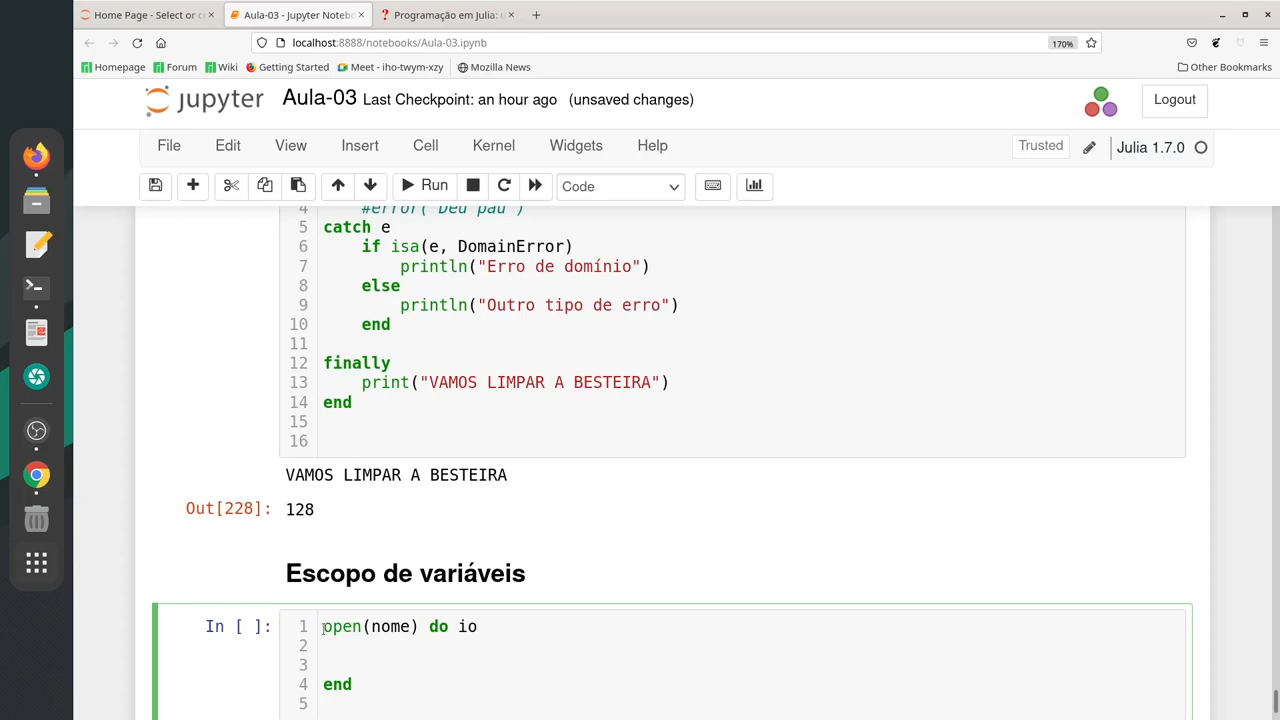 Home Page - Select or c
Aula-03 - Jupyter Notebo
Programação em Julia: u
localhost:8888/notebooks/Aula-03.ipynb
170%
Homepage Forum Wiki Getting Started Meet - iho-twym-xzy Mozilla News Other Bookmarks
jupyter Aula-03 Last Checkpoint: an hour ago (unsaved changes) Logout
File Edit View Insert Cell Kernel Widgets Help Trusted Julia 1.7.0
Run Code
4 #error("Deu pau")
5 catch e
6 if isa(e, DomainError)
7 println("Erro de domínio")
8 else
9 println("Outro tipo de erro")
10 end
11
12 finally
13 print("VAMOS LIMPAR A BESTEIRA")
14 end
15
16
VAMOS LIMPAR A BESTEIRA
Out[228]: 128
Escopo de variáveis
In [ ]: 1 open(nome) do io
2
3
4 end
5